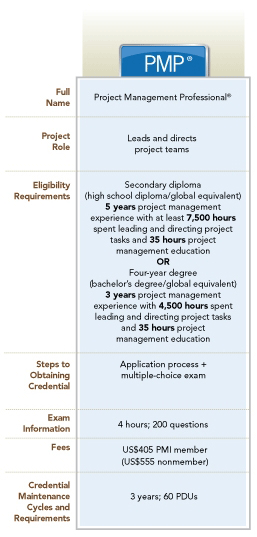 PMP®
Full
Name
Project Management Professional®
Project
Role
Leads and directs
project teams
Eligibility
Requirements
Secondary diploma
(high school diploma/global equivalent)
5 years project management
experience with at least 7,500 hours
spent leading and directing project
tasks and 35 hours project
management education
OR
Four-year degree
(bachelor's degree/global equivalent)
3 years project management
experience with 4,500 hours spent
leading and directing project tasks
and 35 hours project
management education
Steps to
Obtaining
Credential
Application process +
multiple-choice exam
Exam
Information
4 hours; 200 questions
Fees
US$405 PMI member
(US$555 nonmember)
Credential
Maintenance
Cycles and
Requirements
3 years; 60 PDUs